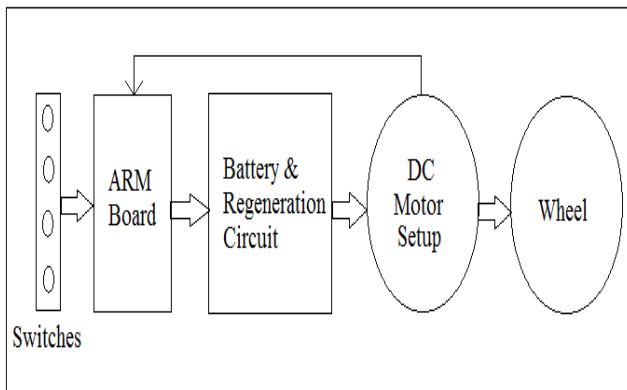 Switches
ARM
Board
Battery &
Regeneration
Circuit
DC
Motor
Setup
Wheel